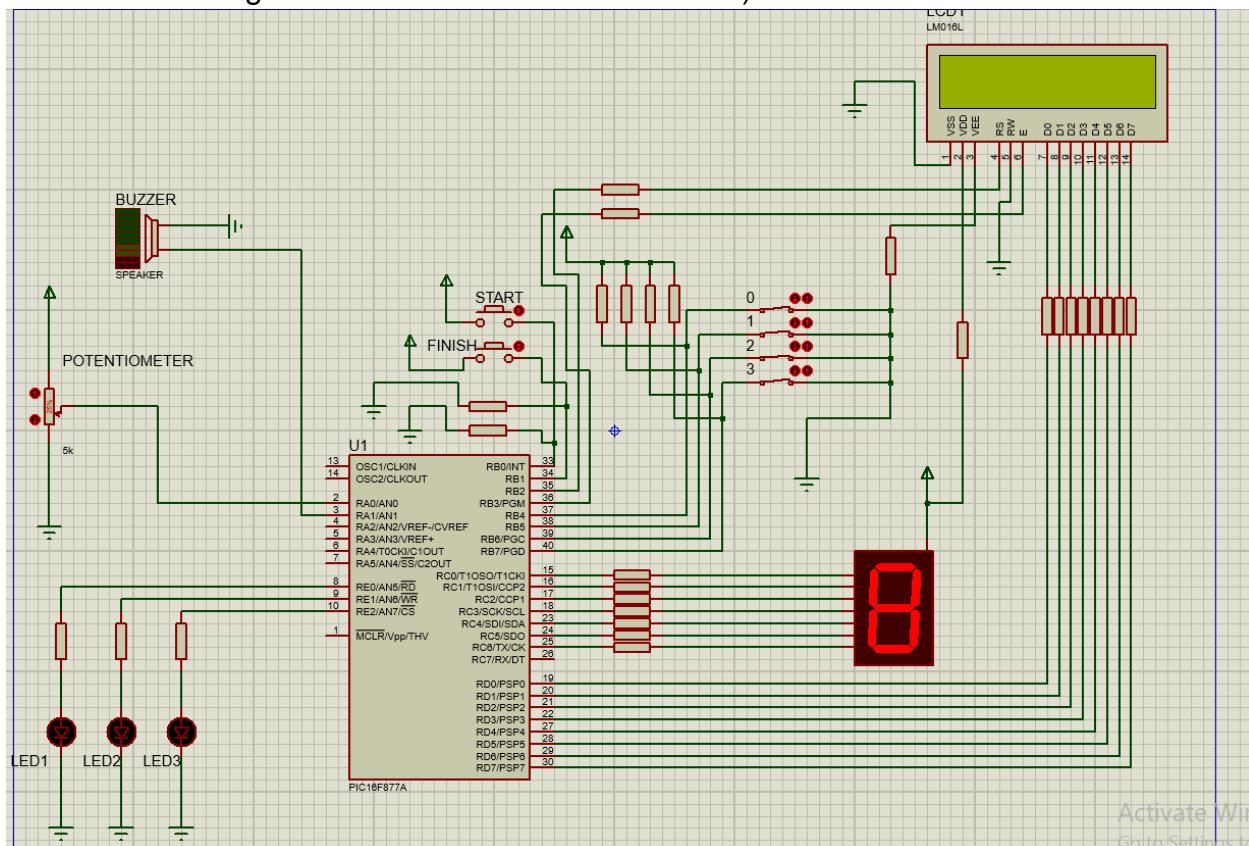 LCD1
LM016L
VSS
VDD
VEE
RS
RW
E
D0
D1
D2
D3
D4
D5
D6
D7
1
2
3
4
5
6
7
8
9
10
11
12
13
14
BUZZER
SPEAKER
START
FINISH
0
1
2
3
POTENTIOMETER
25%
5k
U1
13 OSC1/CLKIN RB0/INT 33
14 OSC2/CLKOUT RB1 34
RB2 35
2 RA0/AN0 RB3/PGM 36
3 RA1/AN1 RB4 37
4 RA2/AN2/VREF-/CVREF RB5 38
5 RA3/AN3/VREF+ RB6/PGC 39
6 RA4/T0CKI/C1OUT RB7/PGD 40
7 RA5/AN4/SS/C2OUT
RC0/T1OSO/T1CKI 15
8 RE0/AN5/RD RC1/T1OSI/CCP2 16
9 RE1/AN6/WR RC2/CCP1 17
10 RE2/AN7/CS RC3/SCK/SCL 18
RC4/SDI/SDA 23
1 MCLR/Vpp/THV RC5/SDO 24
RC6/TX/CK 25
RC7/RX/DT 26
RD0/PSP0 19
RD1/PSP1 20
RD2/PSP2 21
RD3/PSP3 22
RD4/PSP4 27
RD5/PSP5 28
RD6/PSP6 29
RD7/PSP7 30
PIC16F877A
LED1
LED2
LED3
Activate Wi
Go to Settings t